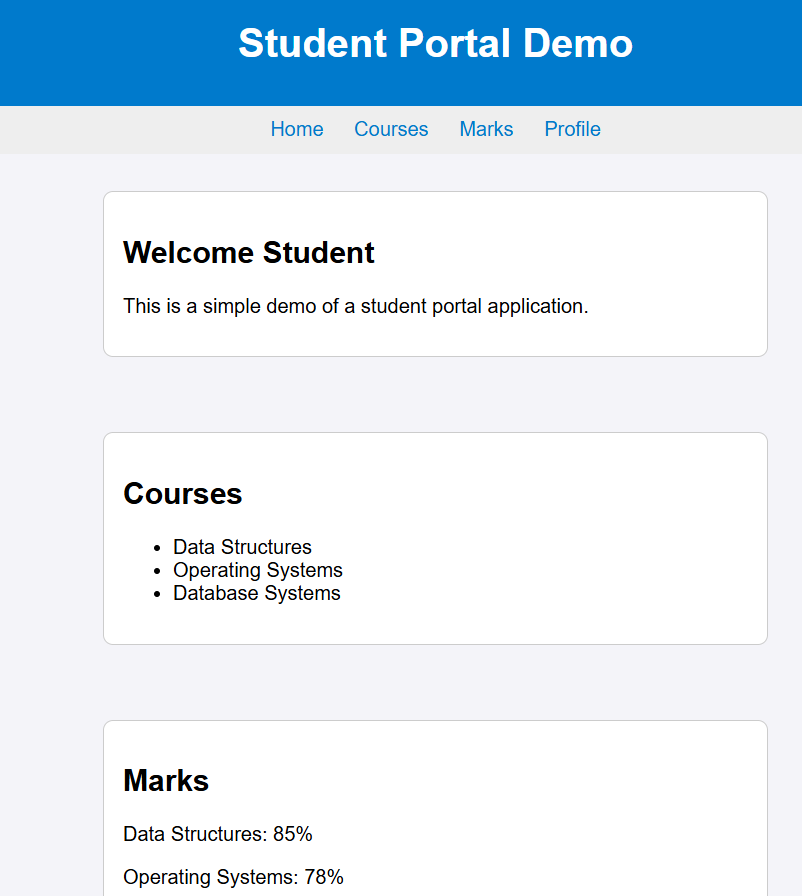 Student Portal Demo
Home Courses Marks Profile
Welcome Student
This is a simple demo of a student portal application.
Courses
Data Structures
Operating Systems
Database Systems
Marks
Data Structures: 85%
Operating Systems: 78%